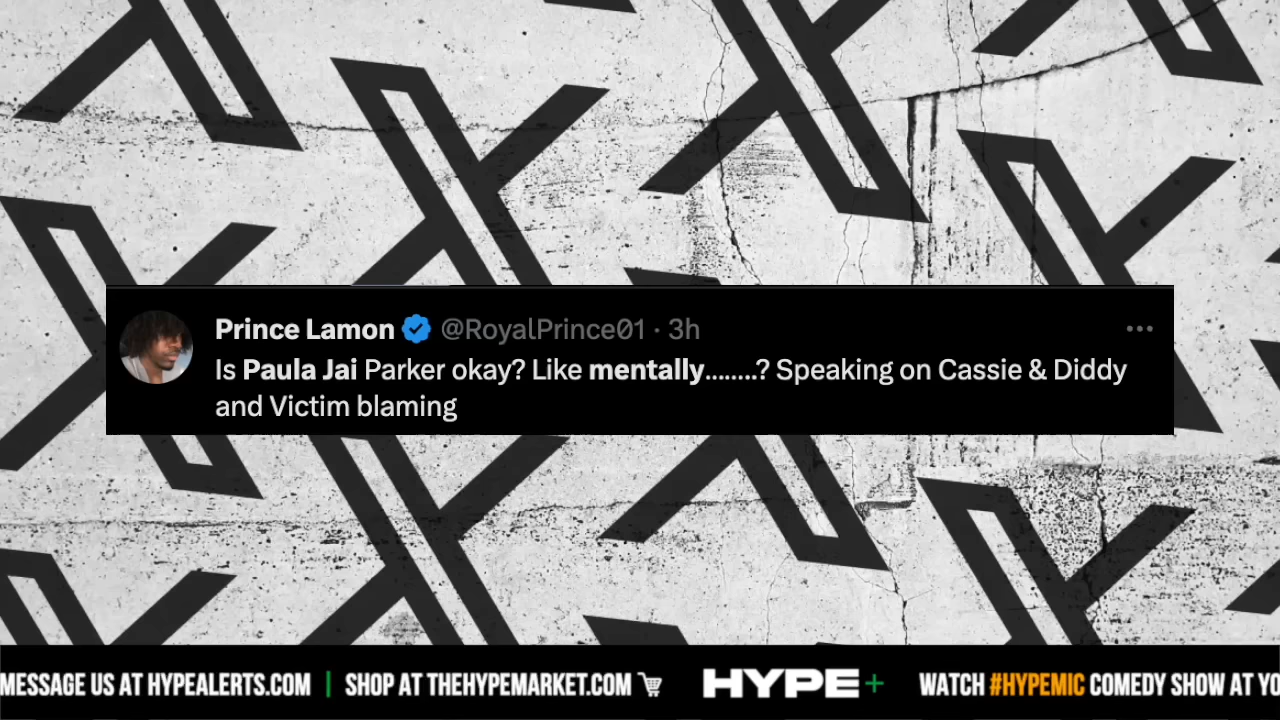 Prince Lamon @RoyalPrince01 · 3h
Is Paula Jai Parker okay? Like mentally........? Speaking on Cassie & Diddy
and Victim blaming
MESSAGE US AT HYPEALERTS.COM | SHOP AT THEHYPEMARKET.COM HYPE+ WATCH #HYPEMIC COMEDY SHOW AT YO